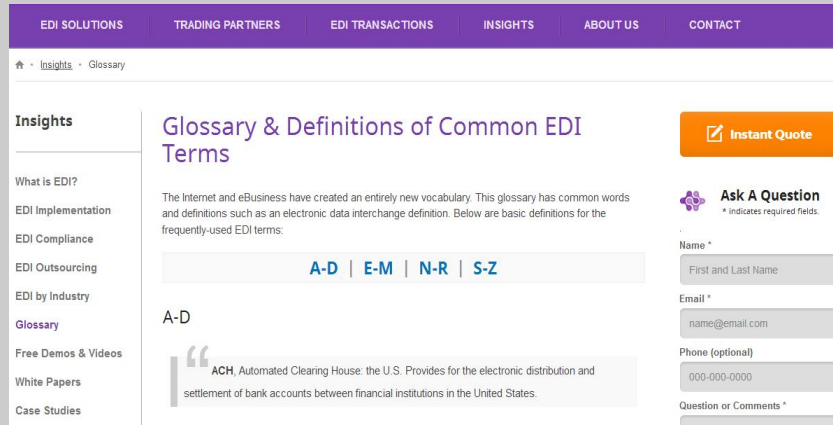 EDI SOLUTIONS TRADING PARTNERS EDI TRANSACTIONS INSIGHTS ABOUT US CONTACT
Insights • Glossary
Insights
What is EDI?
EDI Implementation
EDI Compliance
EDI Outsourcing
EDI by Industry
Glossary
Free Demos & Videos
White Papers
Case Studies
Glossary & Definitions of Common EDI
Terms
The Internet and eBusiness have created an entirely new vocabulary. This glossary has common words
and definitions such as an electronic data interchange definition. Below are basic definitions for the
frequently-used EDI terms:
A-D | E-M | N-R | S-Z
A-D
ACH, Automated Clearing House: the U.S. Provides for the electronic distribution and
settlement of bank accounts between financial institutions in the United States.
Instant Quote
Ask A Question
* indicates required fields.
Name *
First and Last Name
Email *
name@email.com
Phone (optional)
000-000-0000
Question or Comments *